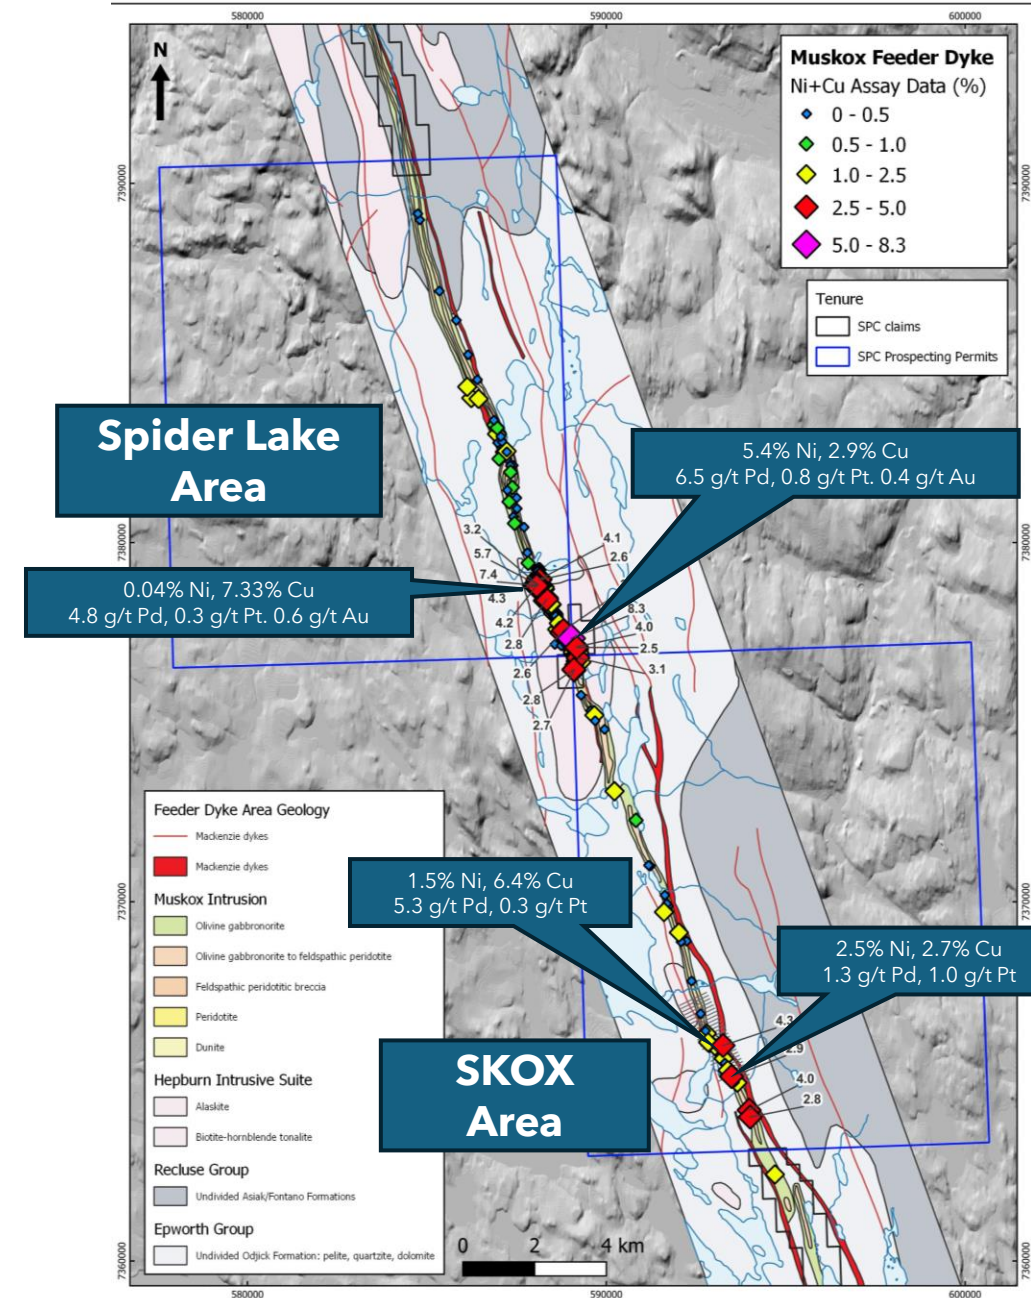 580000
590000
600000
N
7390000
7390000
Muskox Feeder Dyke
Ni+Cu Assay Data (%)
0 - 0.5
0.5 - 1.0
1.0 - 2.5
2.5 - 5.0
5.0 - 8.3
Tenure
SPC claims
SPC Prospecting Permits
Spider Lake
Area
5.4% Ni, 2.9% Cu
6.5 g/t Pd, 0.8 g/t Pt. 0.4 g/t Au
7380000
7380000
3.2
4.1
5.7
2.6
7.4
0.04% Ni, 7.33% Cu
4.8 g/t Pd, 0.3 g/t Pt. 0.6 g/t Au
4.3
8.3
4.2
4.0
2.8
2.5
2.6
3.1
2.8
2.7
Feeder Dyke Area Geology
Mackenzie dykes
Mackenzie dykes
Muskox Intrusion
Olivine gabbronorite
Olivine gabbronorite to feldspathic peridotite
Feldspathic peridotitic breccia
Peridotite
Dunite
Hepburn Intrusive Suite
Alaskite
Biotite-hornblende tonalite
Recluse Group
Undivided Asiak/Fontano Formations
Epworth Group
Undivided Odjick Formation: pelite, quartzite, dolomite
7370000
7370000
1.5% Ni, 6.4% Cu
5.3 g/t Pd, 0.3 g/t Pt
2.5% Ni, 2.7% Cu
1.3 g/t Pd, 1.0 g/t Pt
4.3
2.9
4.0
2.8
SKOX
Area
0 2 4 km
7360000
7360000
580000
590000
600000